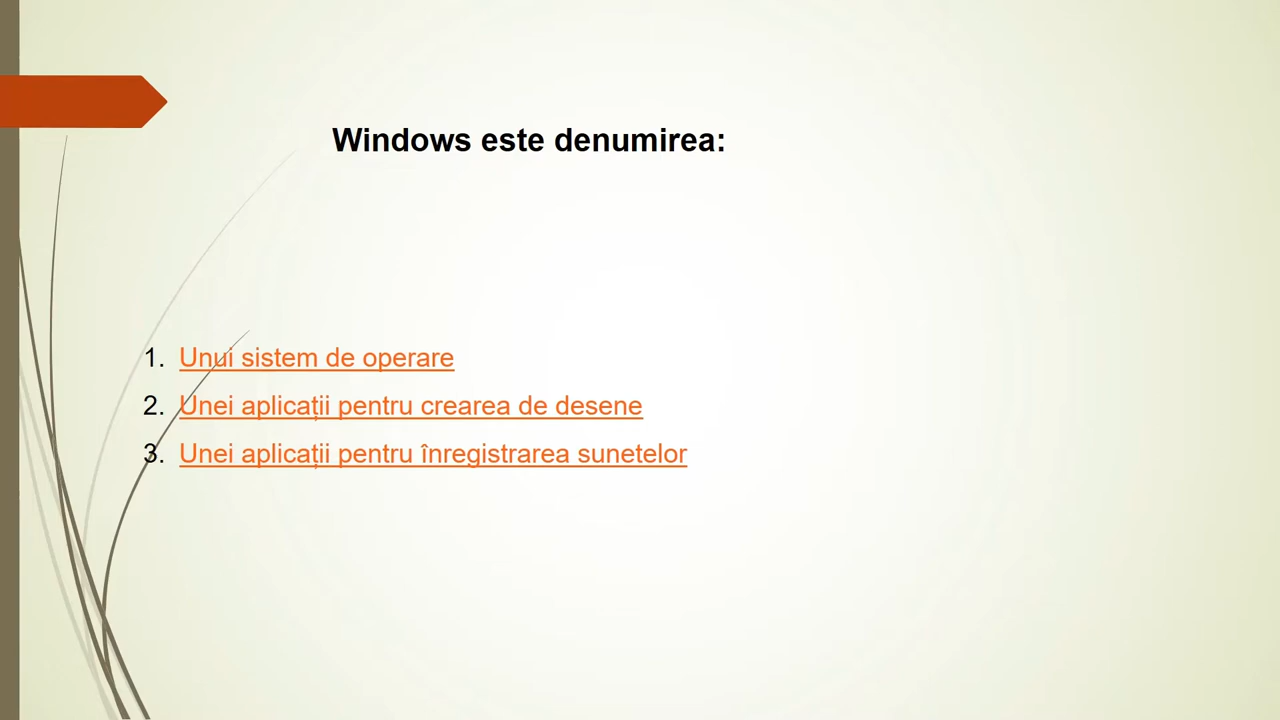 Windows este denumirea:
1. Unui sistem de operare
2. Unei aplicații pentru crearea de desene
3. Unei aplicații pentru înregistrarea sunetelor